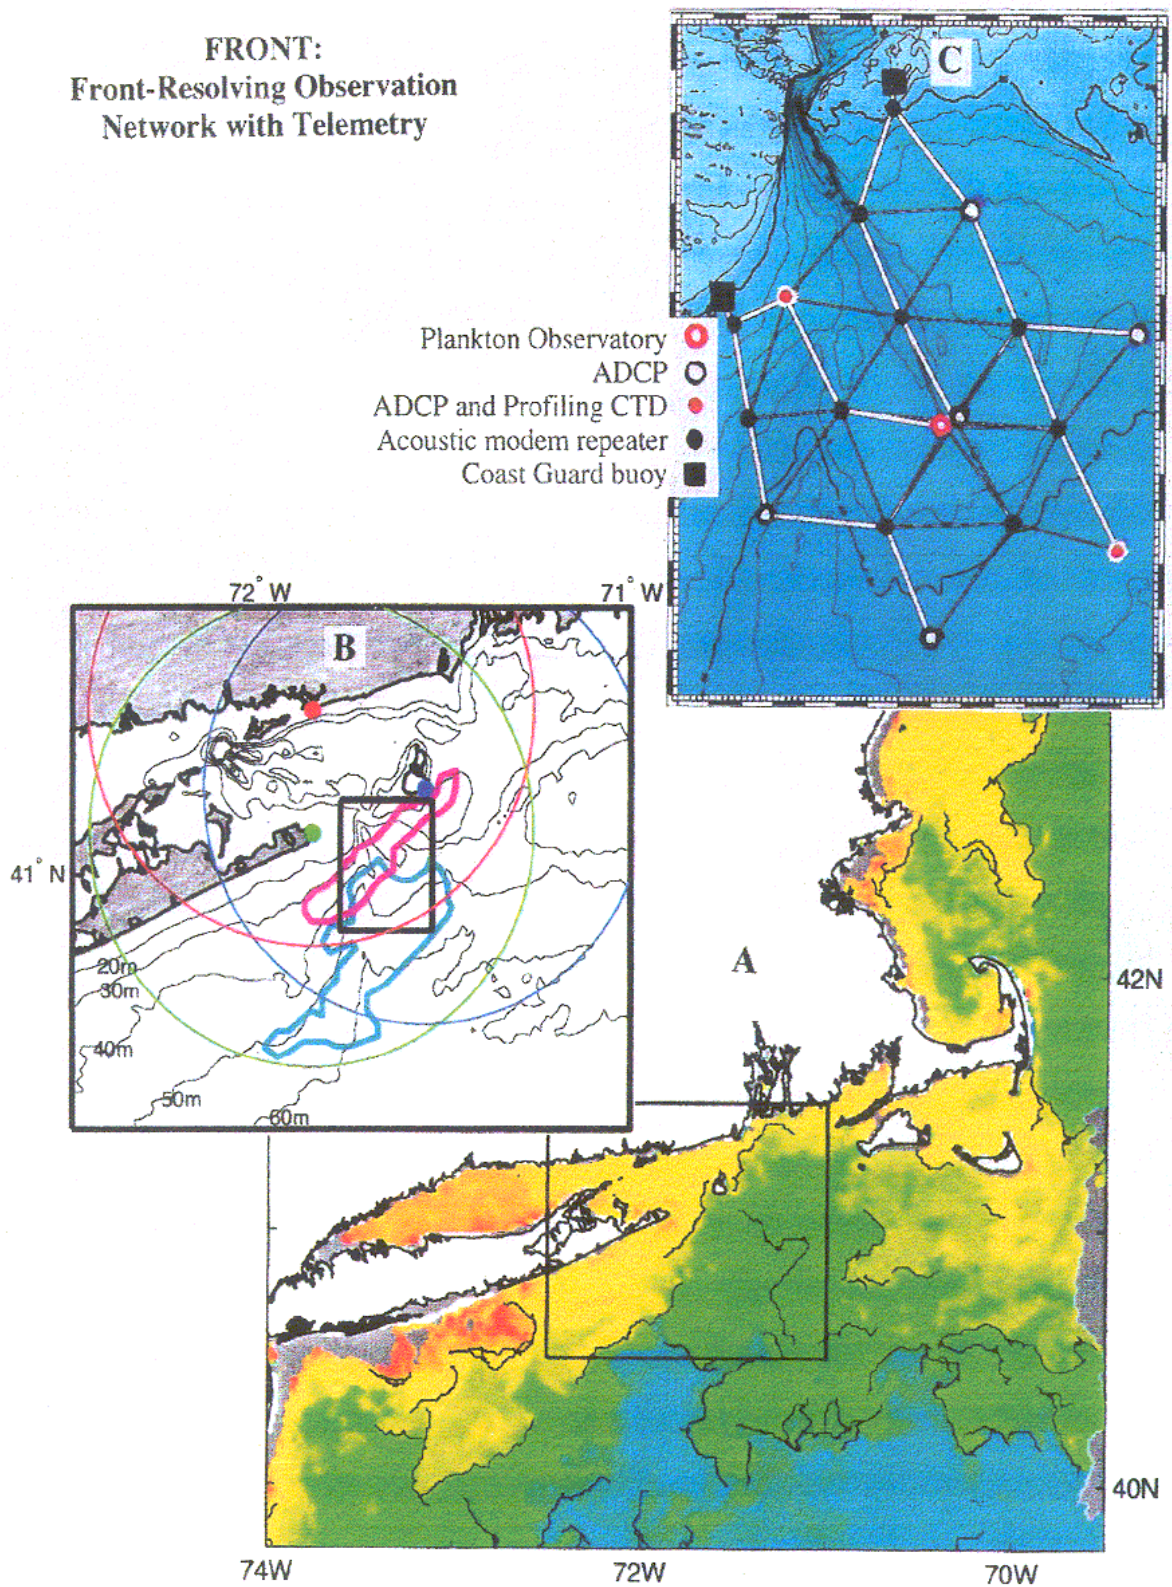 FRONT:
Front-Resolving Observation
Network with Telemetry
C
Plankton Observatory
ADCP
ADCP and Profiling CTD
Acoustic modem repeater
Coast Guard buoy
72° W
71° W
B
41° N
20m
30m
40m
50m
60m
A
42N
40N
74W
72W
70W